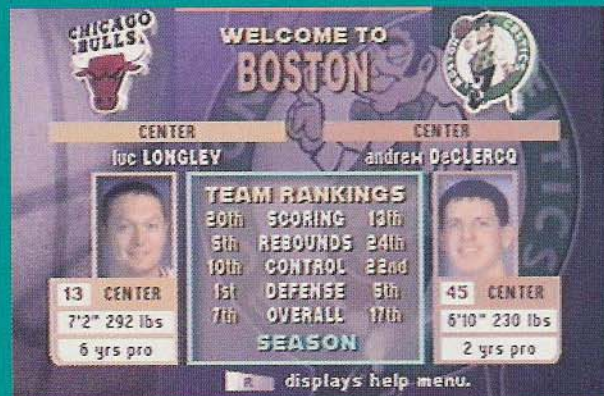 CHICAGO
BULLS
WELCOME TO
BOSTON
BOSTON CELTICS
CENTER CENTER
luc LONGLEY andrew DeCLERCQ
TEAM RANKINGS
20th SCORING 13th
5th REBOUNDS 24th
10th CONTROL 22nd
1st DEFENSE 5th
7th OVERALL 17th
SEASON
13 CENTER
7'2" 292 lbs
6 yrs pro
45 CENTER
6'10" 230 lbs
2 yrs pro
R displays help menu.